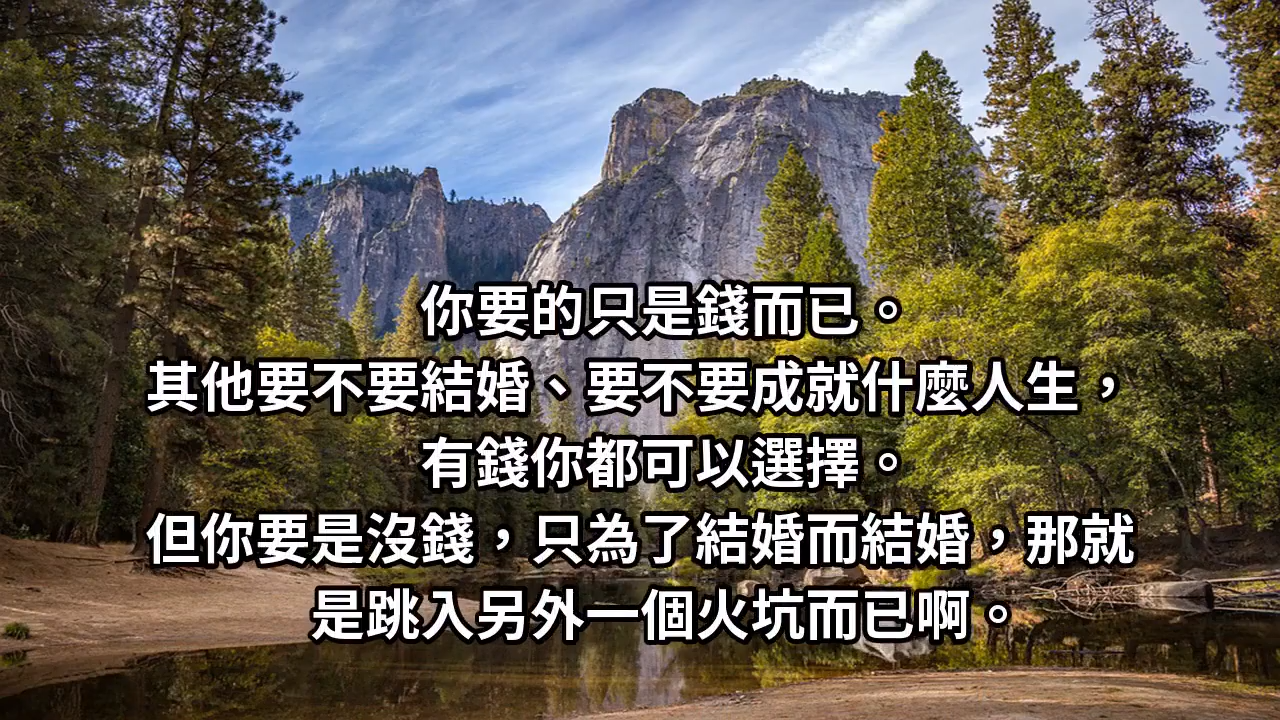 你要的只是錢而已。
其他要不要結婚、要不要成就什麼人生，
有錢你都可以選擇。
但你要是沒錢，只為了結婚而結婚，那就
是跳入另外一個火坑而已啊。